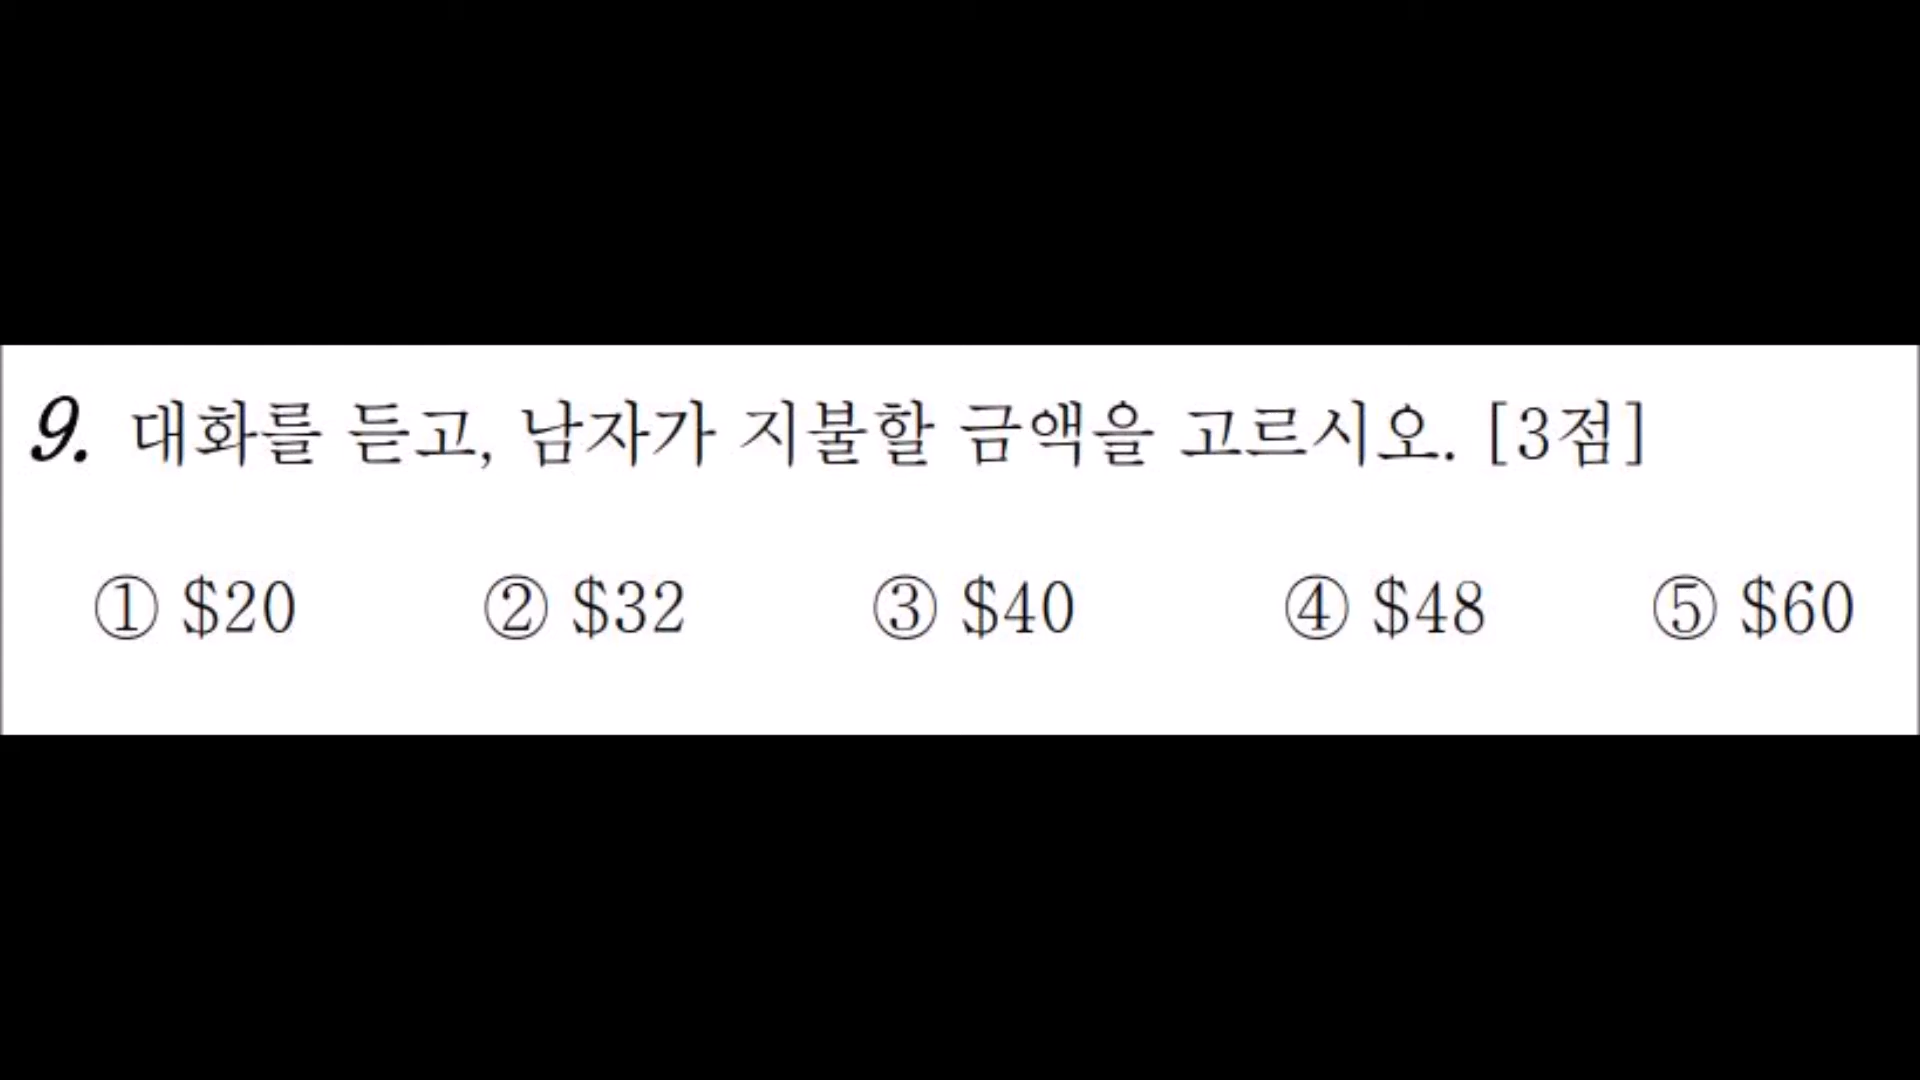 9. 대화를 듣고, 남자가 지불할 금액을 고르시오. [3점]
① $20 ② $32 ③ $40 ④ $48 ⑤ $60